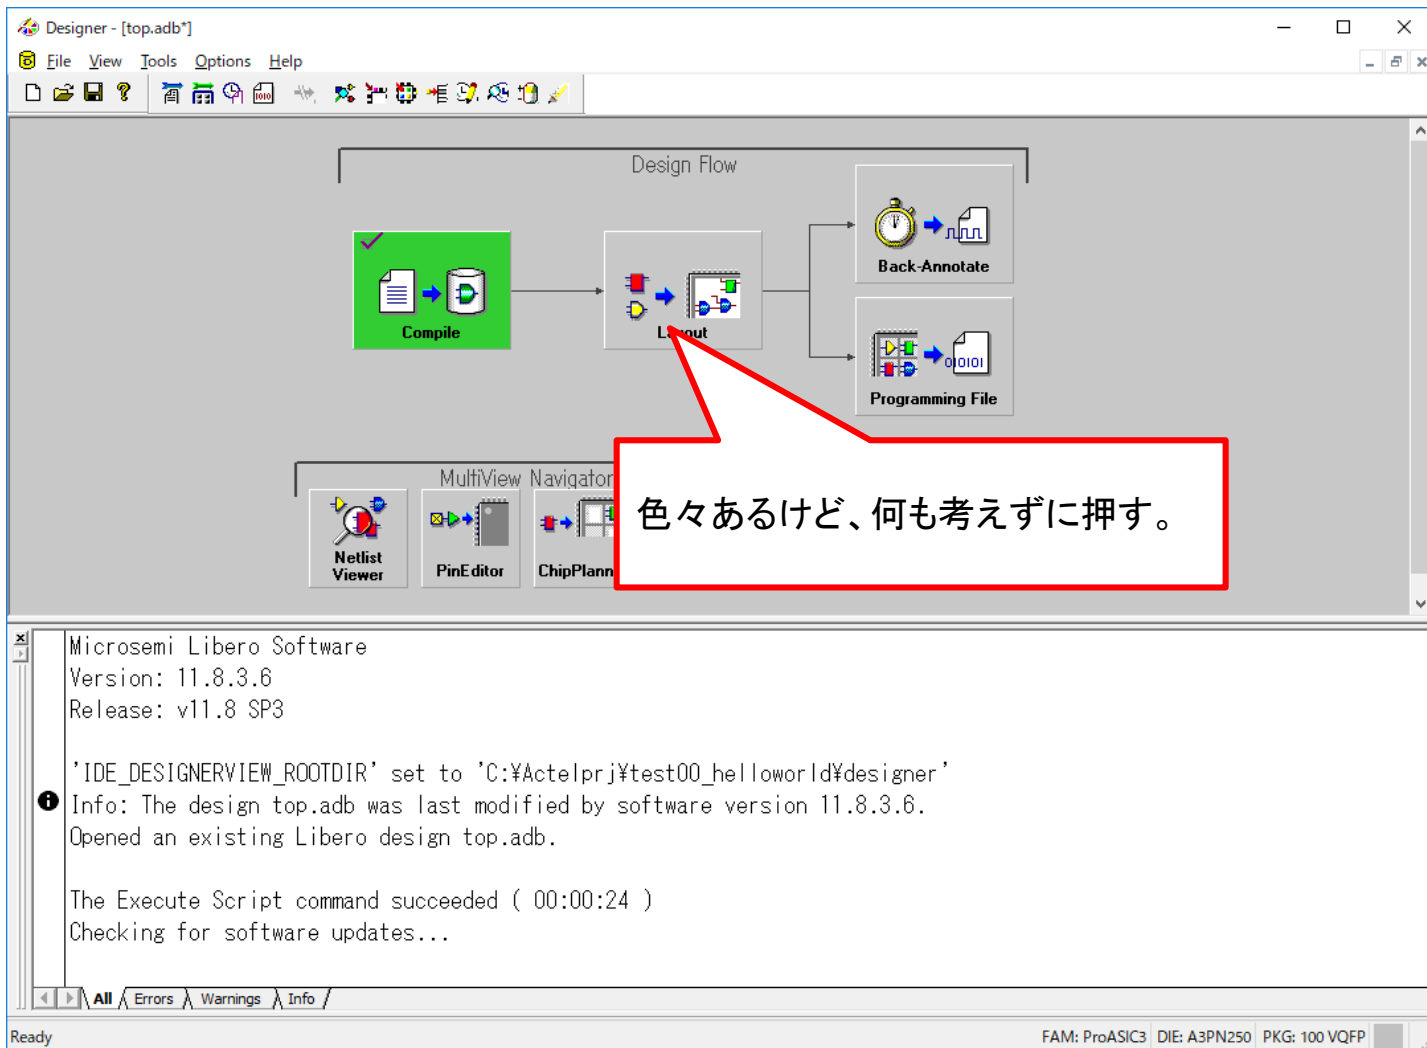 Designer - [top.adb*]
File View Tools Options Help
Design Flow
Compile
Layout
Back-Annotate
Programming File
MultiView Navigator
Netlist
Viewer
PinEditor
ChipPlann
色々あるけど、何も考えずに押す。
Microsemi Libero Software
Version: 11.8.3.6
Release: v11.8 SP3
'IDE_DESIGNERVIEW_ROOTDIR' set to 'C:¥Actelprj¥test00_helloworld¥designer'
Info: The design top.adb was last modified by software version 11.8.3.6.
Opened an existing Libero design top.adb.
The Execute Script command succeeded ( 00:00:24 )
Checking for software updates...
All Errors Warnings Info
Ready
FAM: ProASIC3 DIE: A3PN250 PKG: 100 VQFP